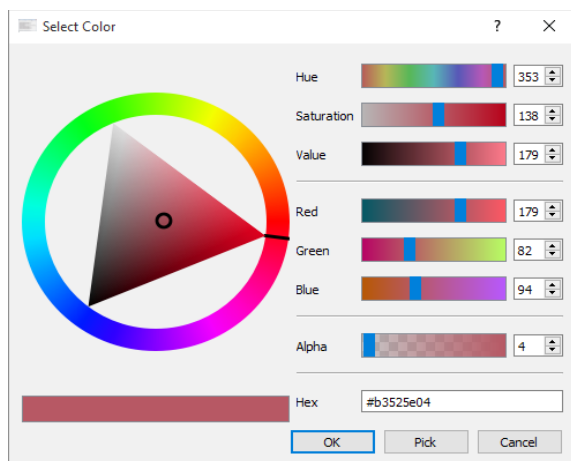 Select Color
Hue 353
Saturation 138
Value 179
Red 179
Green 82
Blue 94
Alpha 4
Hex #b3525e04
OK Pick Cancel